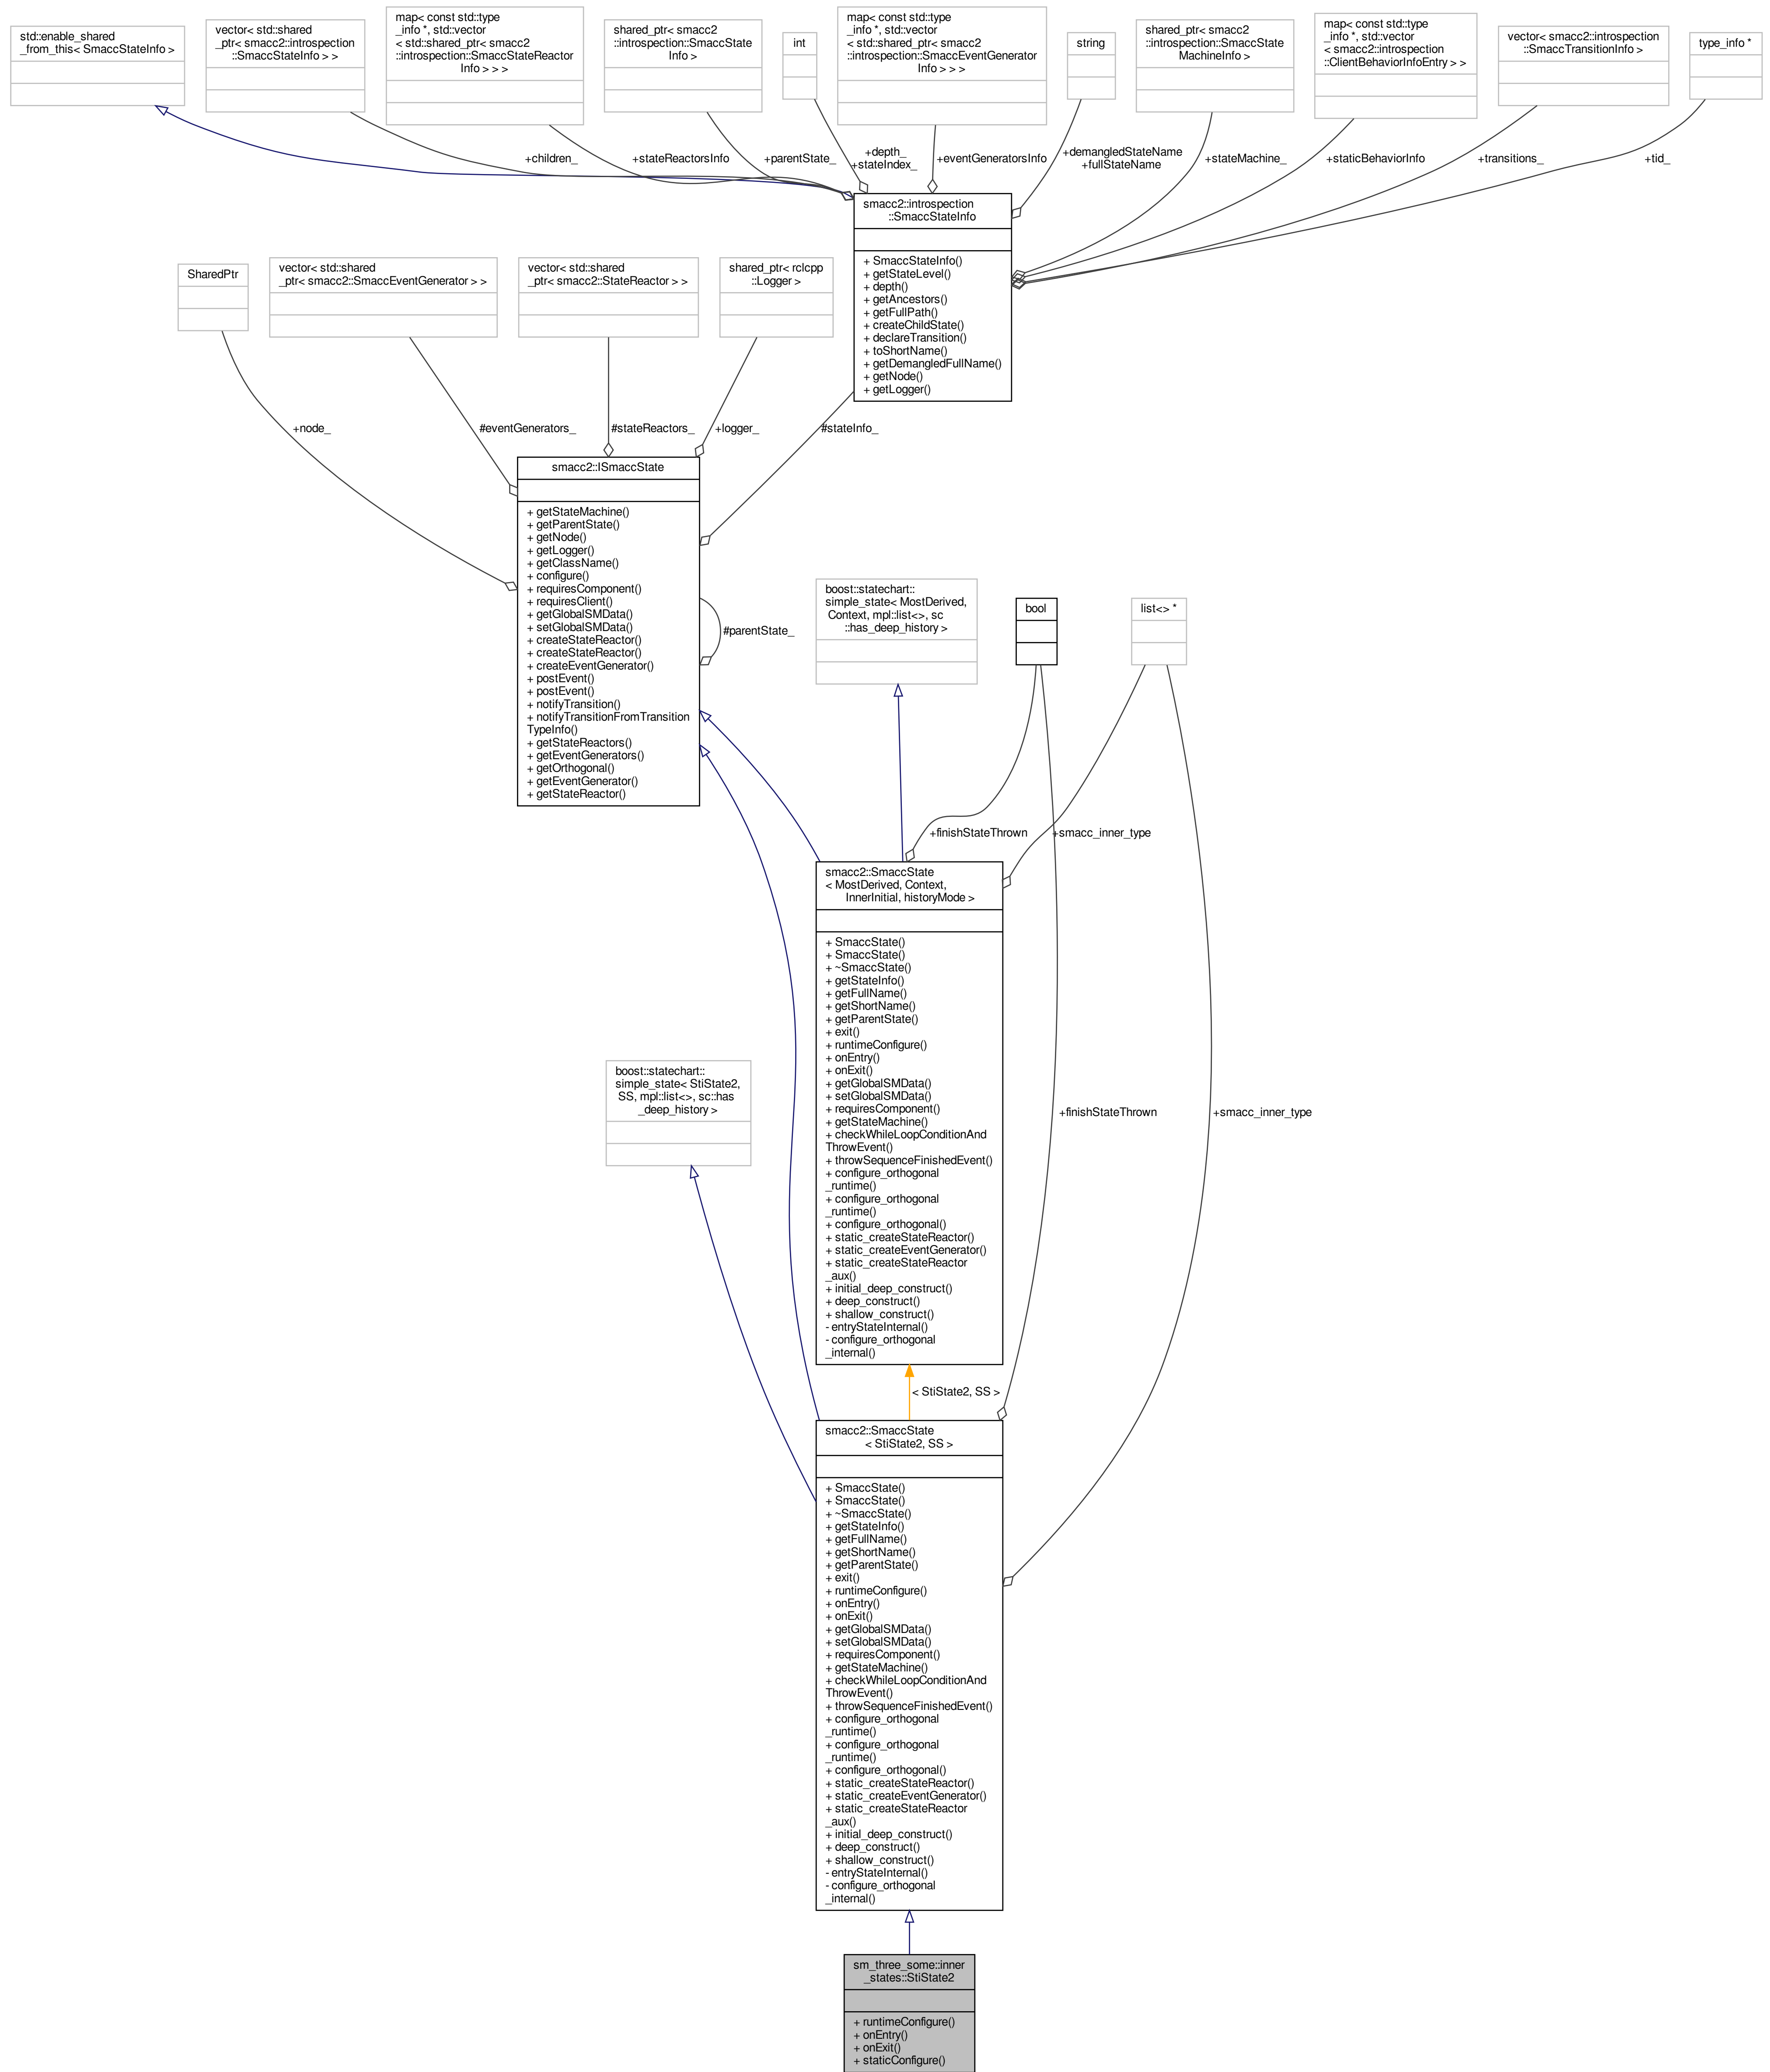 std::enable_shared
_from_this< SmaccStateInfo >
vector< std::shared
_ptr< smacc2::introspection
::SmaccStateInfo > >
map< const std::type
_info *, std::vector
< std::shared_ptr< smacc2
::introspection::SmaccStateReactor
Info > > >
shared_ptr< smacc2
::introspection::SmaccState
Info >
int
map< const std::type
_info *, std::vector
< std::shared_ptr< smacc2
::introspection::SmaccEventGenerator
Info > > >
string
shared_ptr< smacc2
::introspection::SmaccState
MachineInfo >
map< const std::type
_info *, std::vector
< smacc2::introspection
::ClientBehaviorInfoEntry > >
vector< smacc2::introspection
::SmaccTransitionInfo >
type_info *
+children_
+stateReactorsInfo
+parentState_
+depth_
+stateIndex_
+eventGeneratorsInfo
+demangledStateName
+fullStateName
+stateMachine_
+staticBehaviorInfo
+transitions_
+tid_
smacc2::introspection
::SmaccStateInfo
+ SmaccStateInfo()
+ getStateLevel()
+ depth()
+ getAncestors()
+ getFullPath()
+ createChildState()
+ declareTransition()
+ toShortName()
+ getDemangledFullName()
+ getNode()
+ getLogger()
SharedPtr
vector< std::shared
_ptr< smacc2::SmaccEventGenerator > >
vector< std::shared
_ptr< smacc2::StateReactor > >
shared_ptr< rclcpp
::Logger >
+node_
#eventGenerators_
#stateReactors_
+logger_
#stateInfo_
smacc2::ISmaccState
+ getStateMachine()
+ getParentState()
+ getNode()
+ getLogger()
+ getClassName()
+ configure()
+ requiresComponent()
+ requiresClient()
+ getGlobalSMData()
+ setGlobalSMData()
+ createStateReactor()
+ createStateReactor()
+ createEventGenerator()
+ postEvent()
+ postEvent()
+ notifyTransition()
+ notifyTransitionFromTransition
TypeInfo()
+ getStateReactors()
+ getEventGenerators()
+ getOrthogonal()
+ getEventGenerator()
+ getStateReactor()
#parentState_
boost::statechart::
simple_state< MostDerived,
Context, mpl::list<>, sc
::has_deep_history >
bool
list<> *
+finishStateThrown
+smacc_inner_type
smacc2::SmaccState
< MostDerived, Context,
InnerInitial, historyMode >
+ SmaccState()
+ SmaccState()
+ ~SmaccState()
+ getStateInfo()
+ getFullName()
+ getShortName()
+ getParentState()
+ exit()
+ runtimeConfigure()
+ onEntry()
+ onExit()
+ getGlobalSMData()
+ setGlobalSMData()
+ requiresComponent()
+ getStateMachine()
+ checkWhileLoopConditionAnd
ThrowEvent()
+ throwSequenceFinishedEvent()
+ configure_orthogonal
_runtime()
+ configure_orthogonal
_runtime()
+ configure_orthogonal()
+ static_createStateReactor()
+ static_createEventGenerator()
+ static_createStateReactor
_aux()
+ initial_deep_construct()
+ deep_construct()
+ shallow_construct()
- entryStateInternal()
- configure_orthogonal
_internal()
boost::statechart::
simple_state< StiState2,
SS, mpl::list<>, sc::has
_deep_history >
+finishStateThrown
+smacc_inner_type
< StiState2, SS >
smacc2::SmaccState
< StiState2, SS >
+ SmaccState()
+ SmaccState()
+ ~SmaccState()
+ getStateInfo()
+ getFullName()
+ getShortName()
+ getParentState()
+ exit()
+ runtimeConfigure()
+ onEntry()
+ onExit()
+ getGlobalSMData()
+ setGlobalSMData()
+ requiresComponent()
+ getStateMachine()
+ checkWhileLoopConditionAnd
ThrowEvent()
+ throwSequenceFinishedEvent()
+ configure_orthogonal
_runtime()
+ configure_orthogonal
_runtime()
+ configure_orthogonal()
+ static_createStateReactor()
+ static_createEventGenerator()
+ static_createStateReactor
_aux()
+ initial_deep_construct()
+ deep_construct()
+ shallow_construct()
- entryStateInternal()
- configure_orthogonal
_internal()
sm_three_some::inner
_states::StiState2
+ runtimeConfigure()
+ onEntry()
+ onExit()
+ staticConfigure()